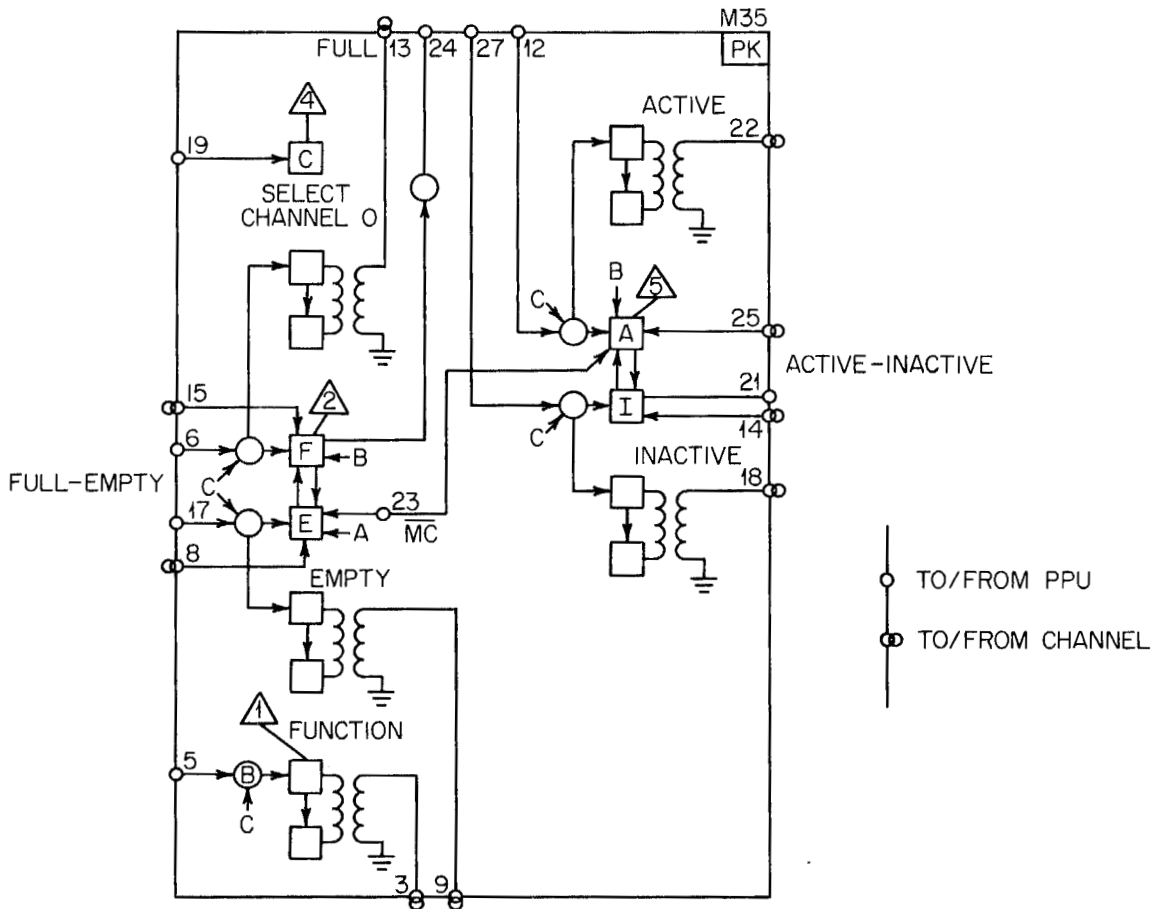 M35
PK
FULL 13 24 27 12
4
ACTIVE
22
19
C
SELECT
CHANNEL 0
B
5
C
A
25
ACTIVE-INACTIVE
15
2
21
I
6
F
B
C
14
INACTIVE
FULL-EMPTY
C
18
17
E
23
A
MC
8
EMPTY
TO/FROM PPU
TO/FROM CHANNEL
1
FUNCTION
5
B
C
3 9